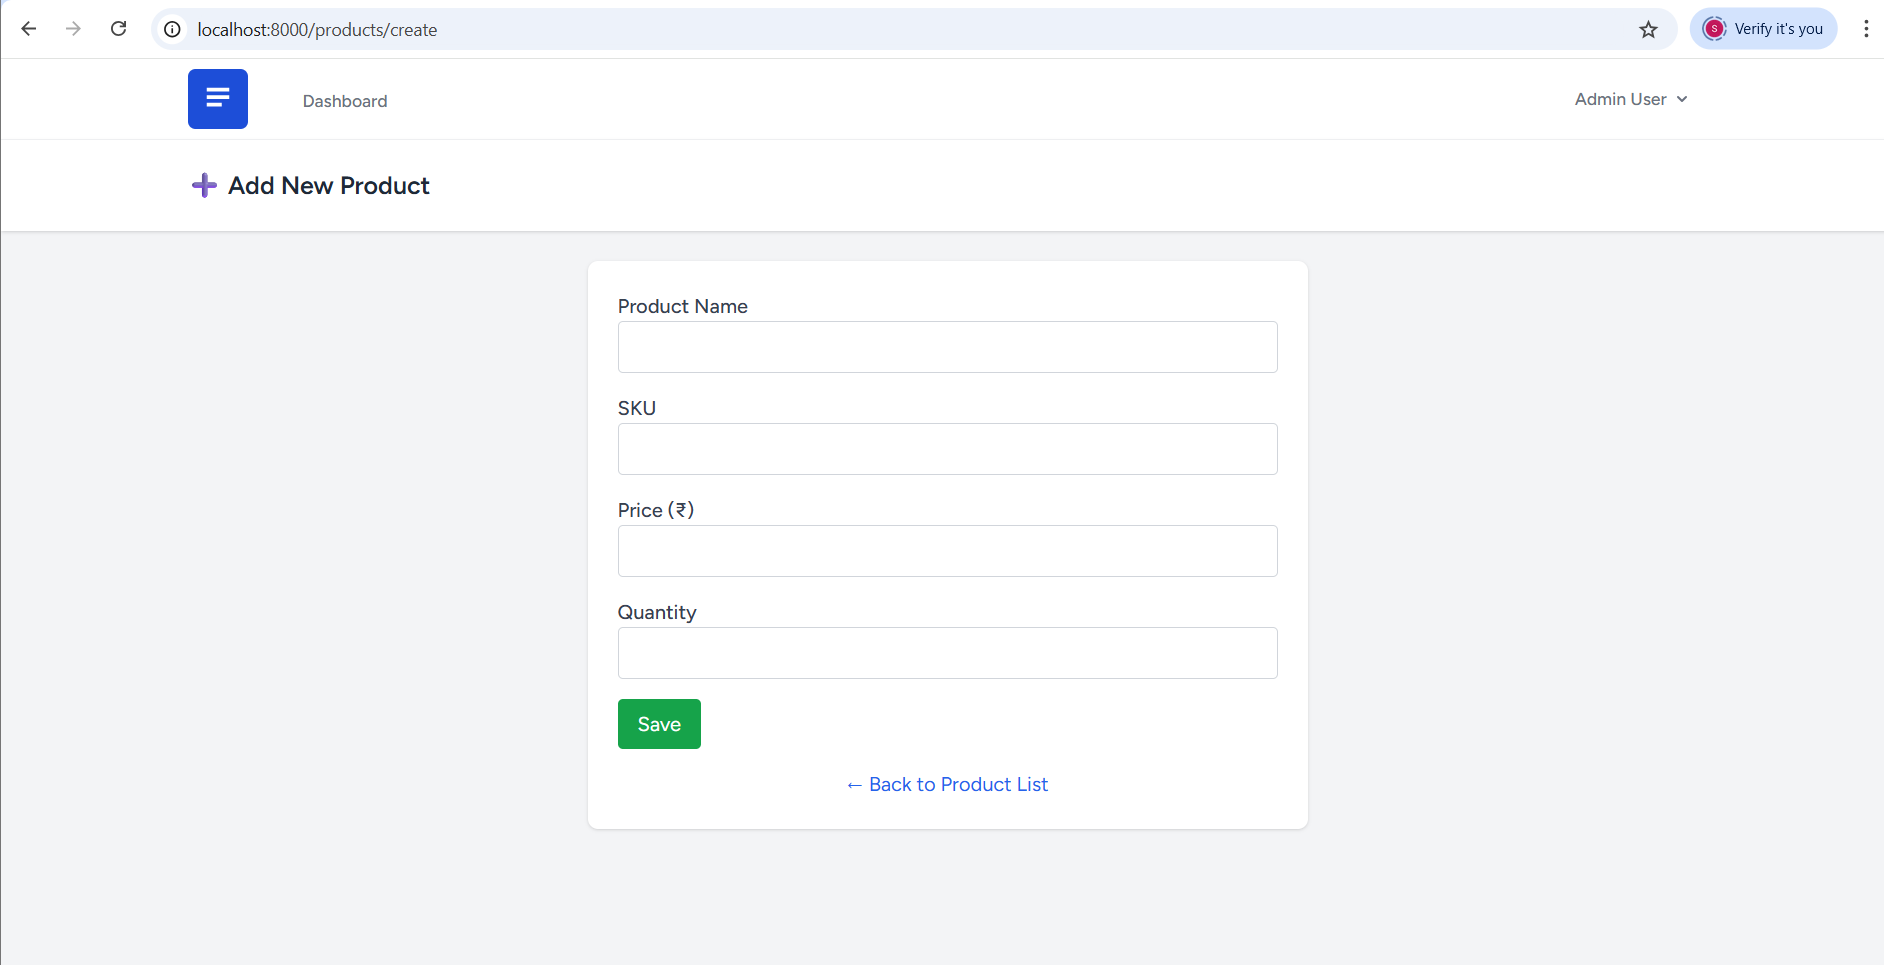 localhost:8000/products/create
S
Verify it's you
Dashboard
Admin User
Add New Product
Product Name
SKU
Price (₹)
Quantity
Save
← Back to Product List